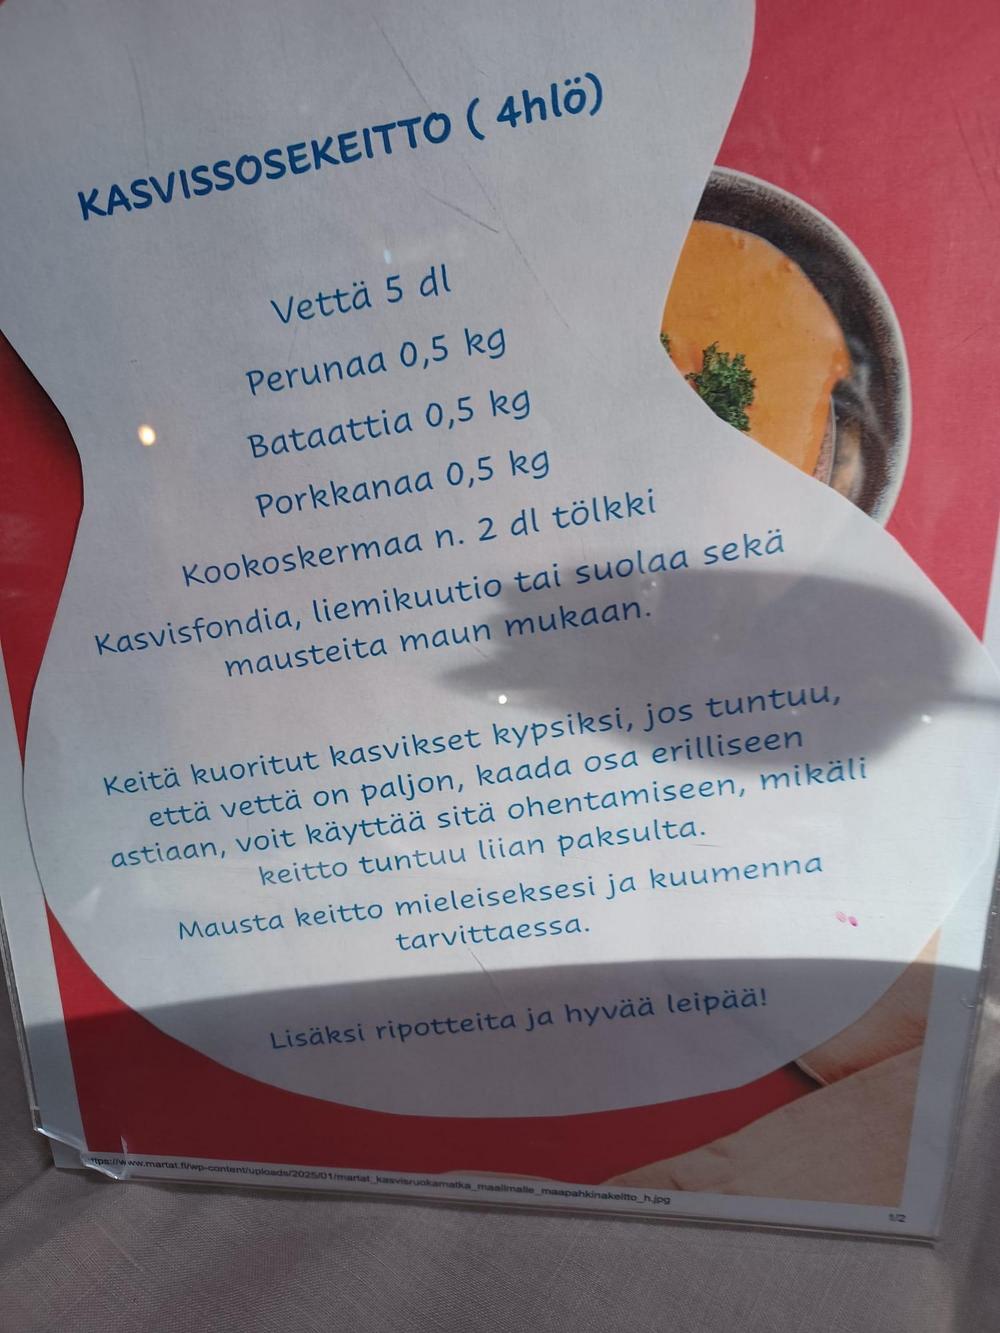 KASVISSOSEKEITTO ( 4hlö)
Vettä 5 dl
Perunaa 0,5 kg
Bataattia 0,5 kg
Porkkanaa 0,5 kg
Kookoskermaa n. 2 dl tölkki
Kasvisfondia, liemikuutio tai suolaa sekä
mausteita maun mukaan.
Keitä kuoritut kasvikset kypsiksi, jos tuntuu,
että vettä on paljon, kaada osa erilliseen
astiaan, voit käyttää sitä ohentamiseen, mikäli
keitto tuntuu liian paksulta.
Mausta keitto mieleiseksesi ja kuumenna
tarvittaessa.
Lisäksi ripotteita ja hyvää leipää!
ttps://www.martat.fi/wp-content/uploads/2025/01/martat_kasvisruokamatka_maailmalle_maapahkinakeitto_h.jpg
1/2